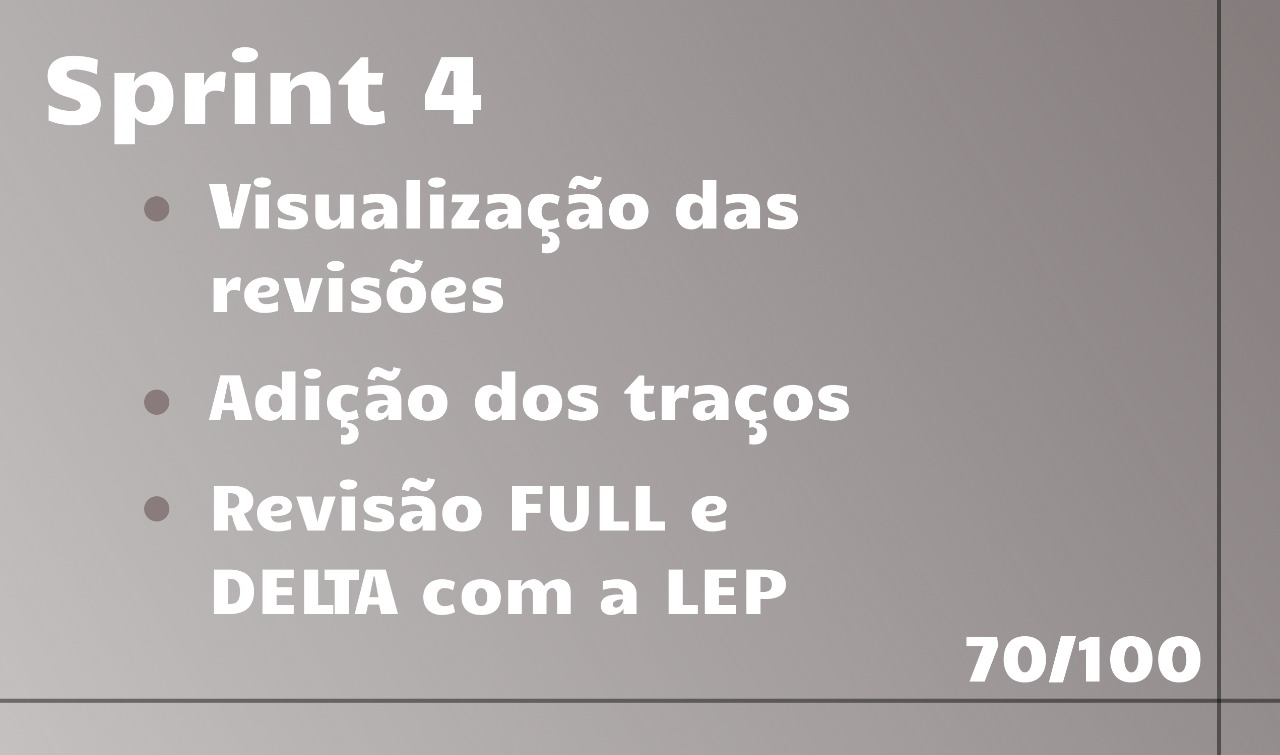 Sprint 4
Visualização das
revisões
Adição dos traços
Revisão FULL e
DELTA com a LEP
70/100